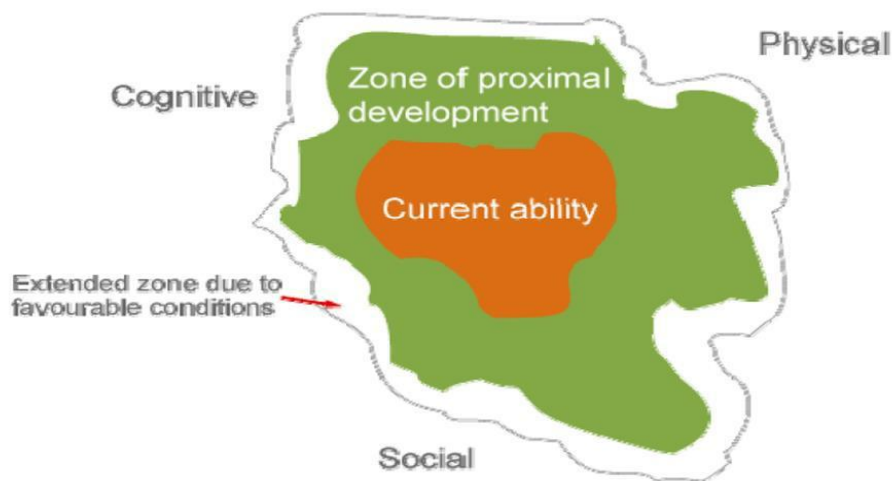 Physical
Zone of proximal
development
Cognitive
Current ability
Extended zone due to
favourable conditions
Social